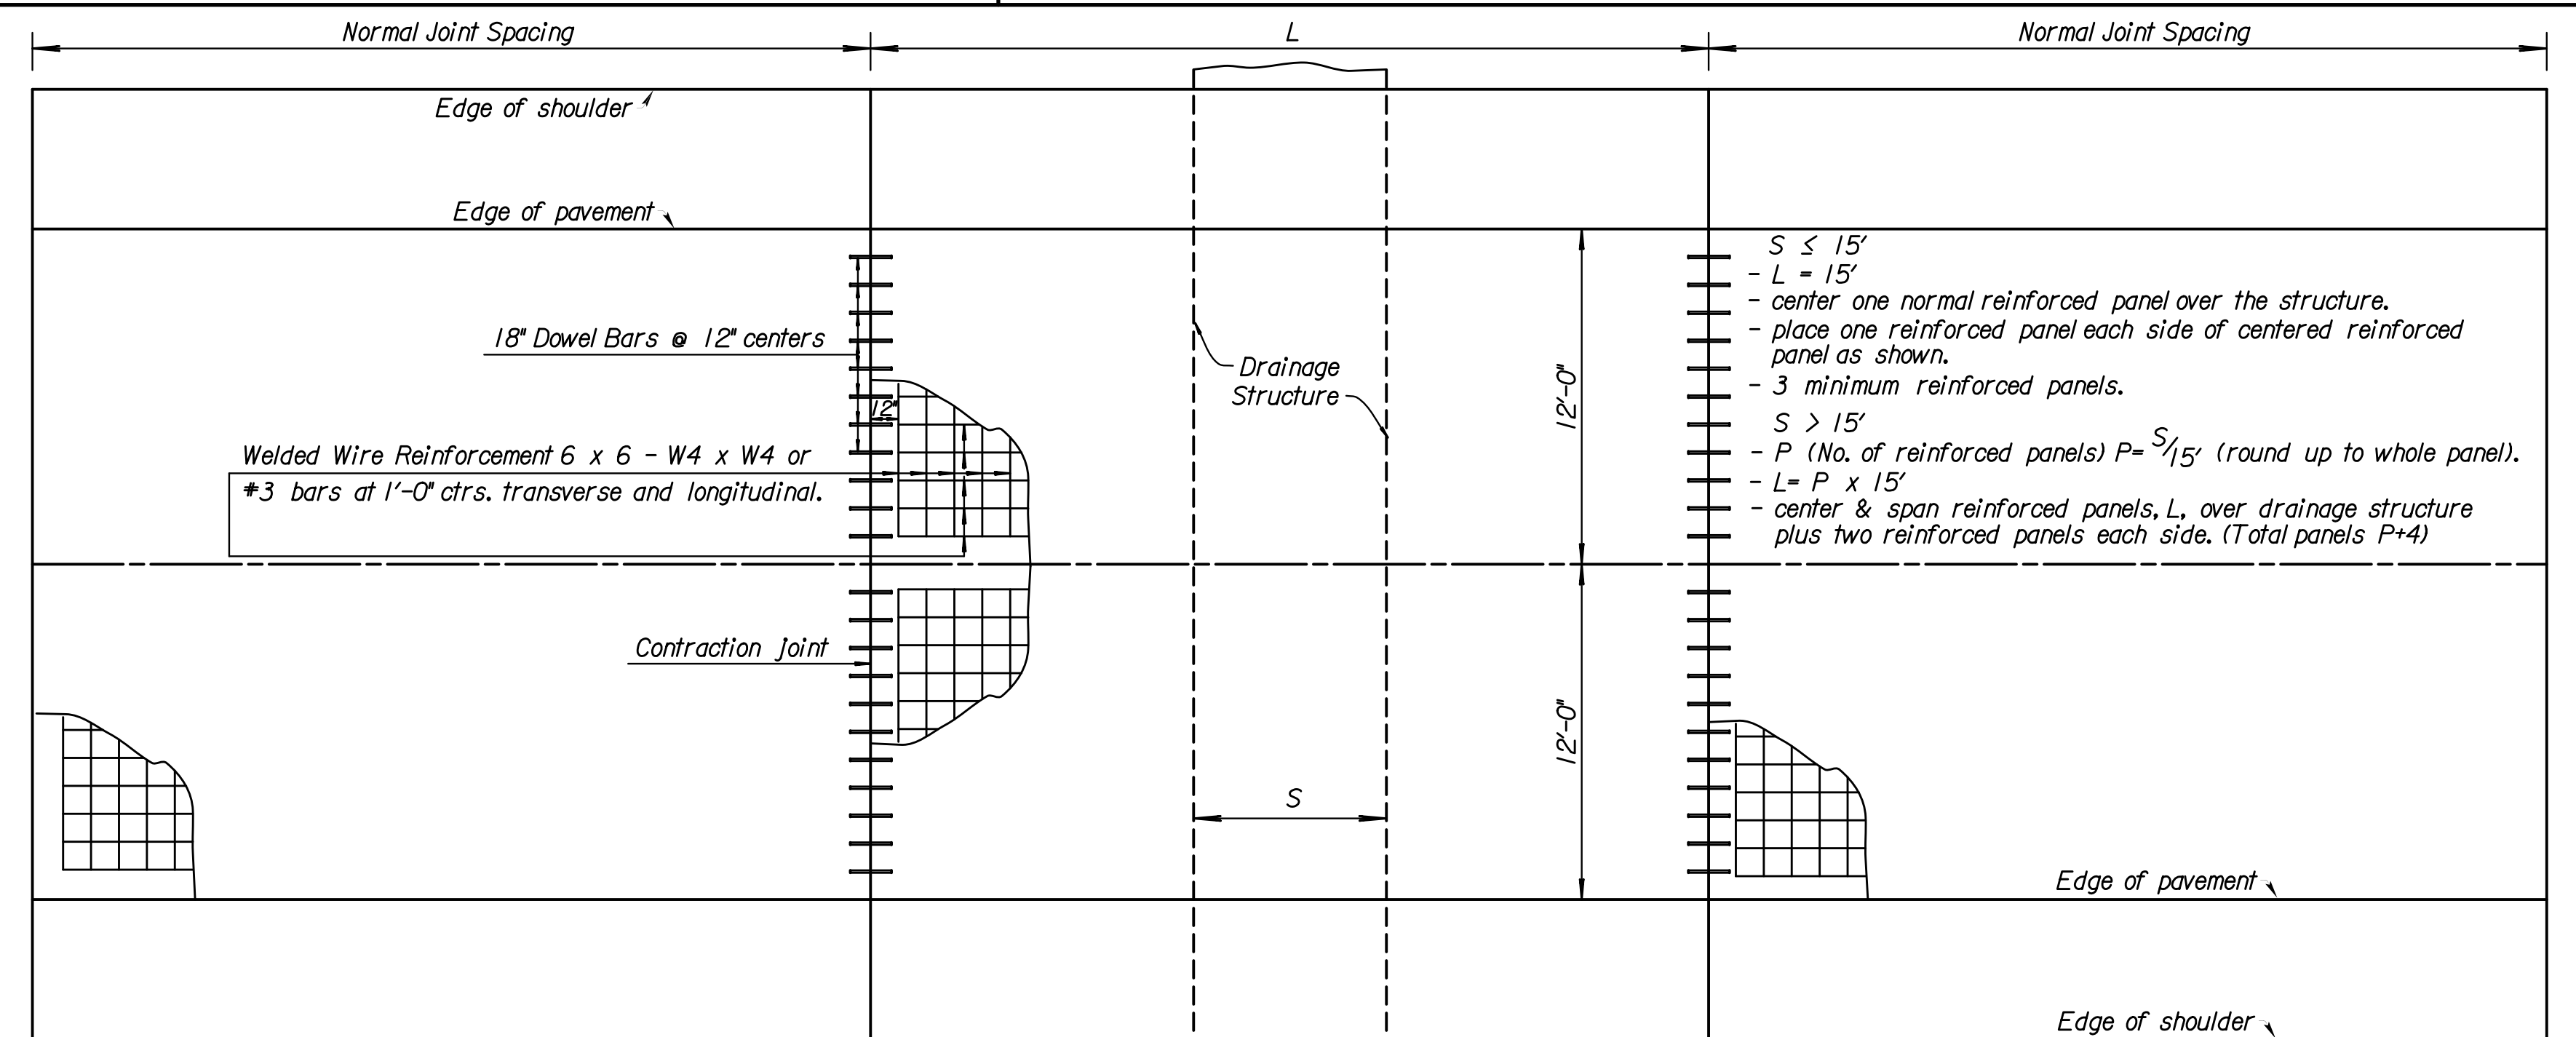 Normal Joint Spacing
L
Normal Joint Spacing
Edge of shoulder
Edge of pavement
18" Dowel Bars @ 12" centers
12"
Welded Wire Reinforcement 6 x 6 - W4 x W4 or
#3 bars at 1'-0" ctrs. transverse and longitudinal.
Contraction joint
Drainage
Structure
12'-0"
12'-0"
S
S ≤ 15'
- L = 15'
- center one normal reinforced panel over the structure.
- place one reinforced panel each side of centered reinforced
panel as shown.
- 3 minimum reinforced panels.
S > 15'
- P (No. of reinforced panels) P= S/15' (round up to whole panel).
- L= P x 15'
- center & span reinforced panels, L, over drainage structure
plus two reinforced panels each side. (Total panels P+4)
Edge of pavement
Edge of shoulder